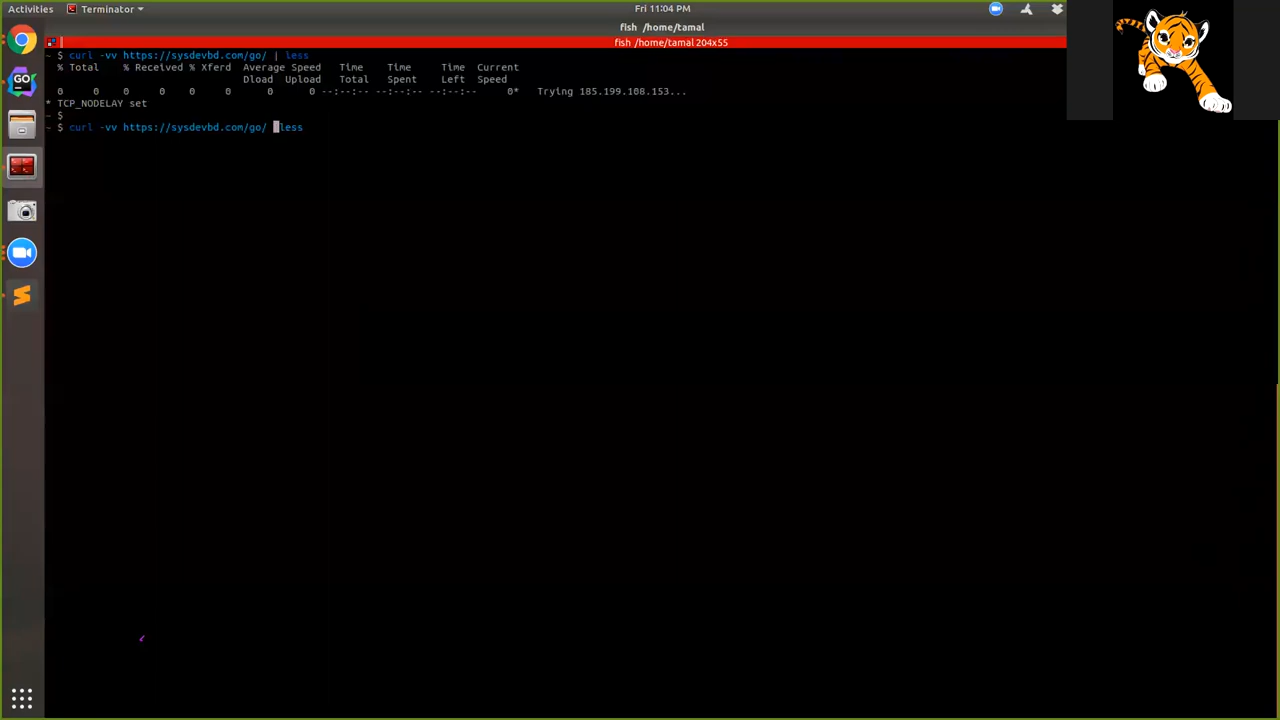 Activities
Terminator
Fri 11:04 PM
fish /home/tamal
fish /home/tamal 204x55
~ $ curl -vv https://sysdevbd.com/go/ | less
% Total % Received % Xferd Average Speed Time Time Time Current
Dload Upload Total Spent Left Speed
0 0 0 0 0 0 0 --:--:-- --:--:-- --:--:-- 0* Trying 185.199.108.153...
* TCP_NODELAY set
~ $
~ $ curl -vv https://sysdevbd.com/go/ less
GO